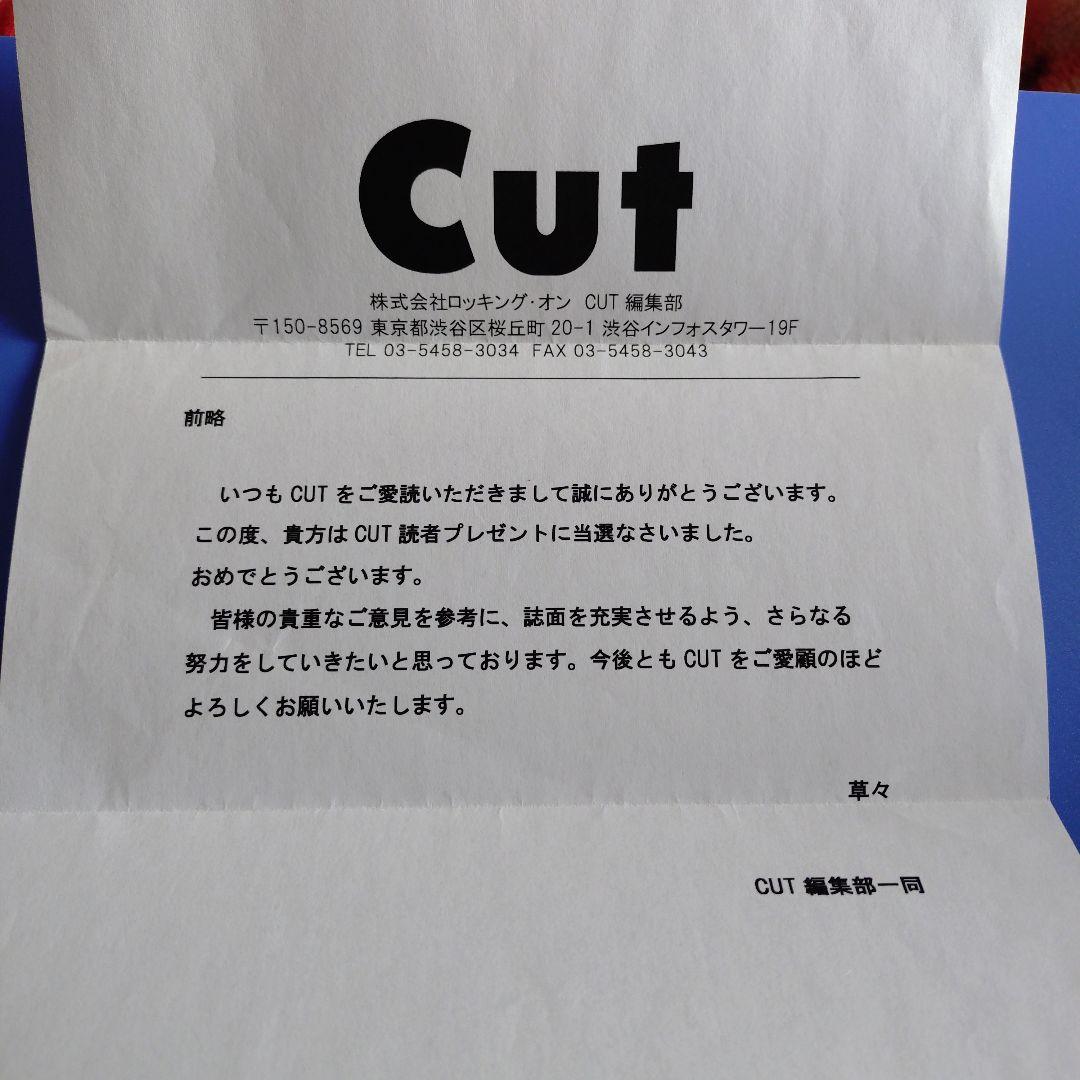 Cut
株式会社ロッキング・オン CUT 編集部
〒150-8569 東京都渋谷区桜丘町 20-1 渋谷インフォスタワー19F
TEL 03-5458-3034 FAX 03-5458-3043
前略
いつも CUT をご愛読いただきまして誠にありがとうございます。
この度、貴方は CUT 読者プレゼントに当選なさいました。
おめでとうございます。
皆様の貴重なご意見を参考に、誌面を充実させるよう、さらなる
努力をしていきたいと思っております。今後とも CUT をご愛顧のほど
よろしくお願いいたします。
草々
CUT 編集部一同